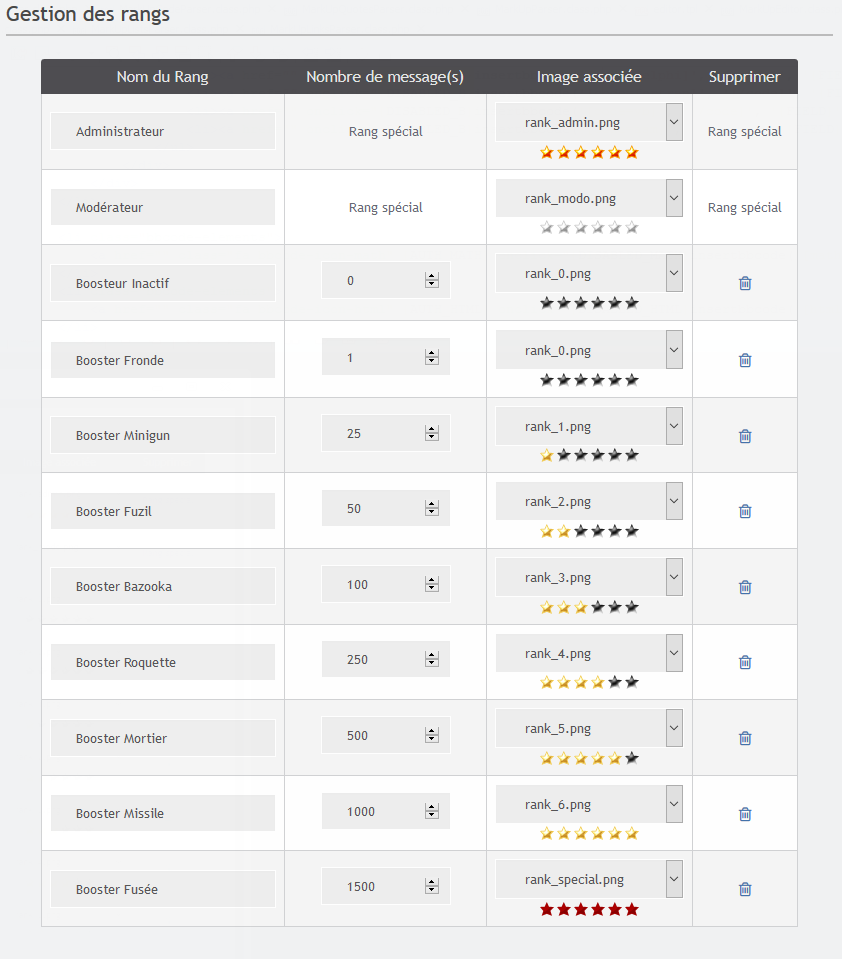 Gestion des rangs
Nom du Rang Nombre de message(s) Image associée Supprimer
Administrateur Rang spécial rank_admin.png Rang spécial
Modérateur Rang spécial rank_modo.png Rang spécial
Boosteur Inactif 0 rank_0.png
Booster Fronde 1 rank_0.png
Booster Minigun 25 rank_1.png
Booster Fuzil 50 rank_2.png
Booster Bazooka 100 rank_3.png
Booster Roquette 250 rank_4.png
Booster Mortier 500 rank_5.png
Booster Missile 1000 rank_6.png
Booster Fusée 1500 rank_special.png